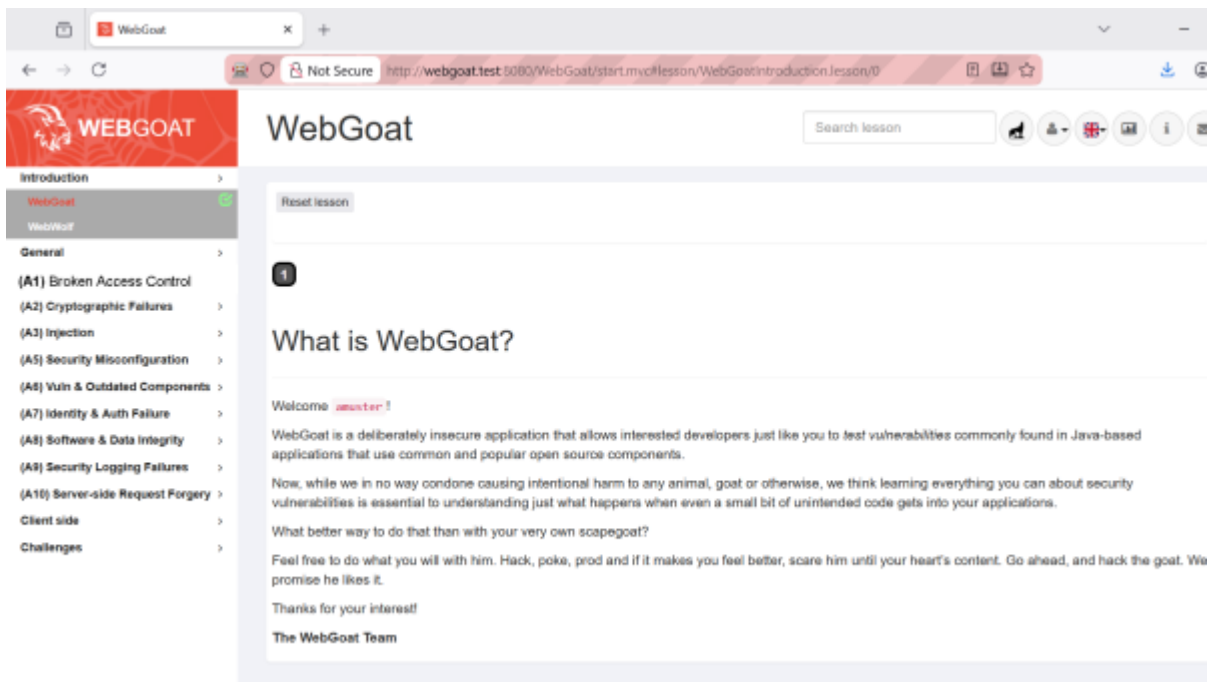 WebGoat
Not Secure http://webgoat.test:8080/WebGoat/start.mvc#lesson/WebGoatIntroduction.lesson/0
WEBGOAT
WebGoat
Search lesson
Introduction
WebGoat
WebWolf
General
(A1) Broken Access Control
(A2) Cryptographic Failures
(A3) Injection
(A5) Security Misconfiguration
(A6) Vuln & Outdated Components
(A7) Identity & Auth Failure
(A8) Software & Data Integrity
(A9) Security Logging Failures
(A10) Server-side Request Forgery
Client side
Challenges
Reset lesson
1
What is WebGoat?
Welcome amuster!
WebGoat is a deliberately insecure application that allows interested developers just like you to test vulnerabilities commonly found in Java-based
applications that use common and popular open source components.
Now, while we in no way condone causing intentional harm to any animal, goat or otherwise, we think learning everything you can about security
vulnerabilities is essential to understanding just what happens when even a small bit of unintended code gets into your applications.
What better way to do that than with your very own scapegoat?
Feel free to do what you will with him. Hack, poke, prod and if it makes you feel better, scare him until your heart's content. Go ahead, and hack the goat. We
promise he likes it.
Thanks for your interest!
The WebGoat Team